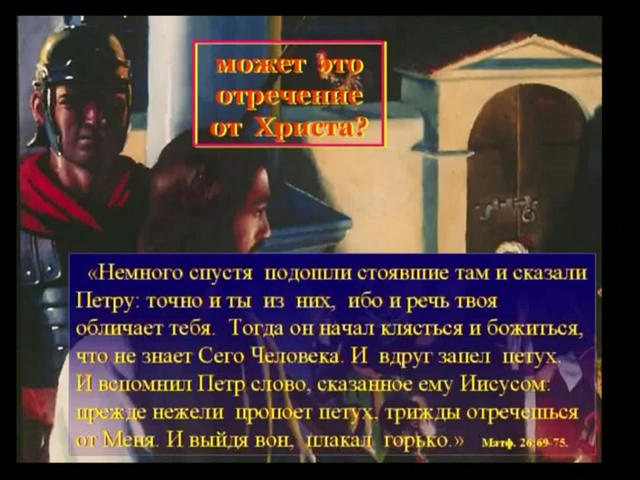 может это
отречение
от Христа?
«Немного спустя подошли стоявшие там и сказали
Петру: точно и ты из них, ибо и речь твоя
обличает тебя. Тогда он начал клясться и божиться,
что не знает Сего Человека. И вдруг запел петух.
И вспомнил Петр слово, сказанное ему Иисусом:
прежде нежели пропоет петух, трижды отречешься
от Меня. И выйдя вон, плакал горько.» Матф. 26:69-75.